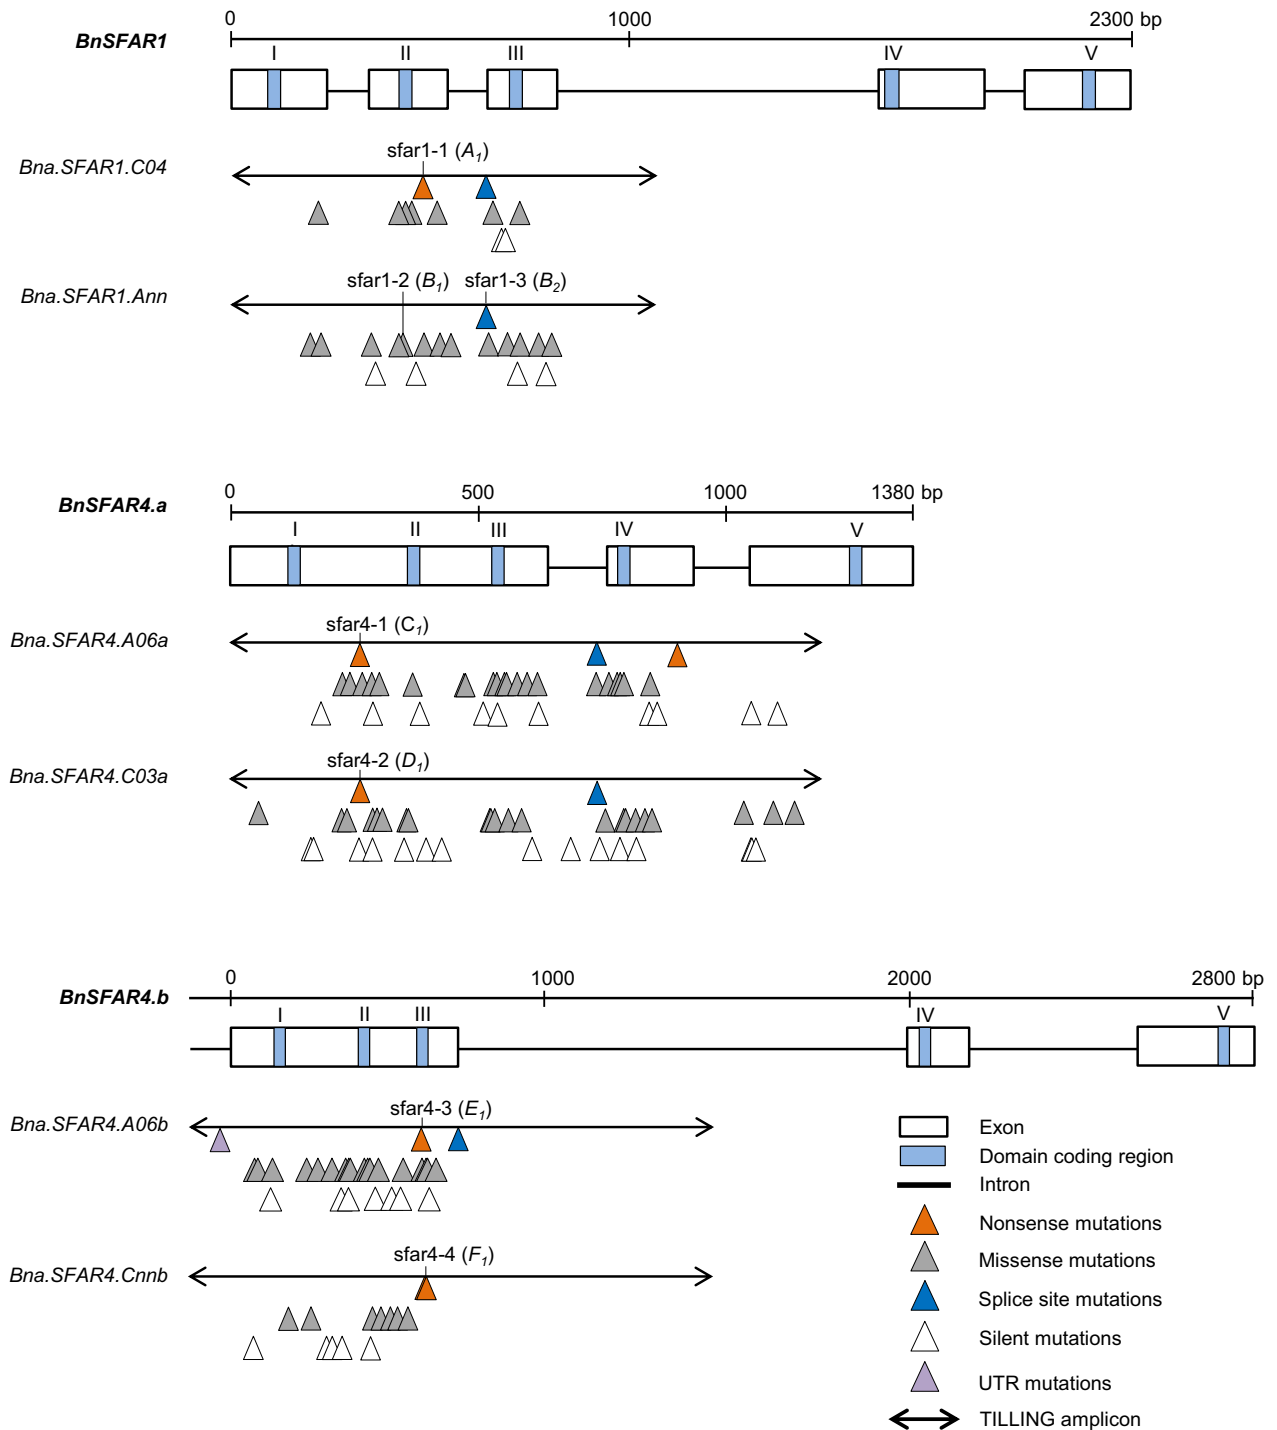 0 1000 2300 bp
BnSFAR1
I II III IV V
sfar1-1 (A1)
Bna.SFAR1.C04
sfar1-2 (B1) sfar1-3 (B2)
Bna.SFAR1.Ann
0 500 1000 1380 bp
BnSFAR4.a
I II III IV V
sfar4-1 (C1)
Bna.SFAR4.A06a
sfar4-2 (D1)
Bna.SFAR4.C03a
0 1000 2000 2800 bp
BnSFAR4.b
I II III IV V
sfar4-3 (E1)
Bna.SFAR4.A06b
sfar4-4 (F1)
Bna.SFAR4.Cnnb
Exon
Domain coding region
Intron
Nonsense mutations
Missense mutations
Splice site mutations
Silent mutations
UTR mutations
TILLING amplicon